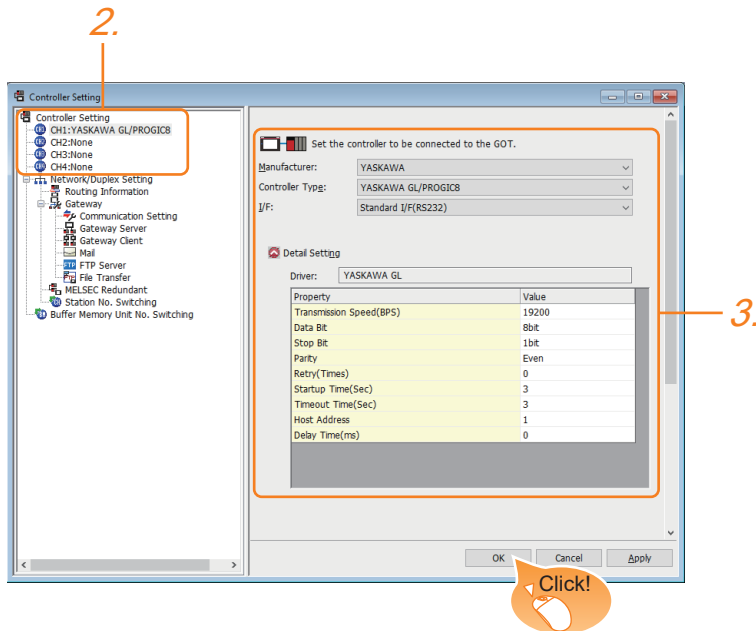 2.
Controller Setting
Controller Setting
CH1:YASKAWA GL/PROGIC8
CH2:None
CH3:None
CH4:None
Network/Duplex Setting
Routing Information
Gateway
Communication Setting
Gateway Server
Gateway Client
Mail
FTP Server
File Transfer
MELSEC Redundant
Station No. Switching
Buffer Memory Unit No. Switching
Set the controller to be connected to the GOT.
Manufacturer: YASKAWA
Controller Type: YASKAWA GL/PROGIC8
I/F: Standard I/F(RS232)
Detail Setting
Driver: YASKAWA GL
Property Value
Transmission Speed(BPS) 19200
Data Bit 8bit
Stop Bit 1bit
Parity Even
Retry(Times) 0
Startup Time(Sec) 3
Timeout Time(Sec) 3
Host Address 1
Delay Time(ms) 0
3.
OK Cancel Apply
Click!